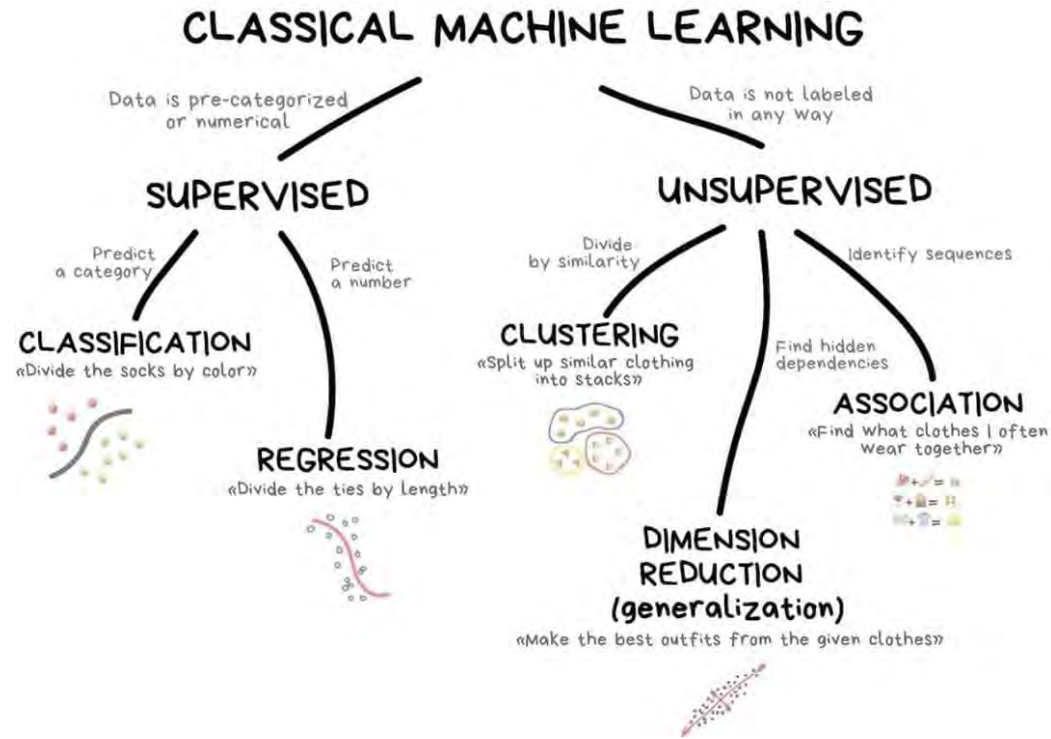 CLASSICAL MACHINE LEARNING
Data is pre-categorized
or numerical
Data is not labeled
in any way
SUPERVISED
UNSUPERVISED
Predict
a category
Predict
a number
Divide
by similarity
Identify sequences
CLASSIFICATION
«Divide the socks by color»
CLUSTERING
«Split up similar clothing
into stacks»
Find hidden
dependencies
ASSOCIATION
«Find what clothes I often
wear together»
REGRESSION
«Divide the ties by length»
DIMENSION
REDUCTION
(generalization)
«Make the best outfits from the given clothes»